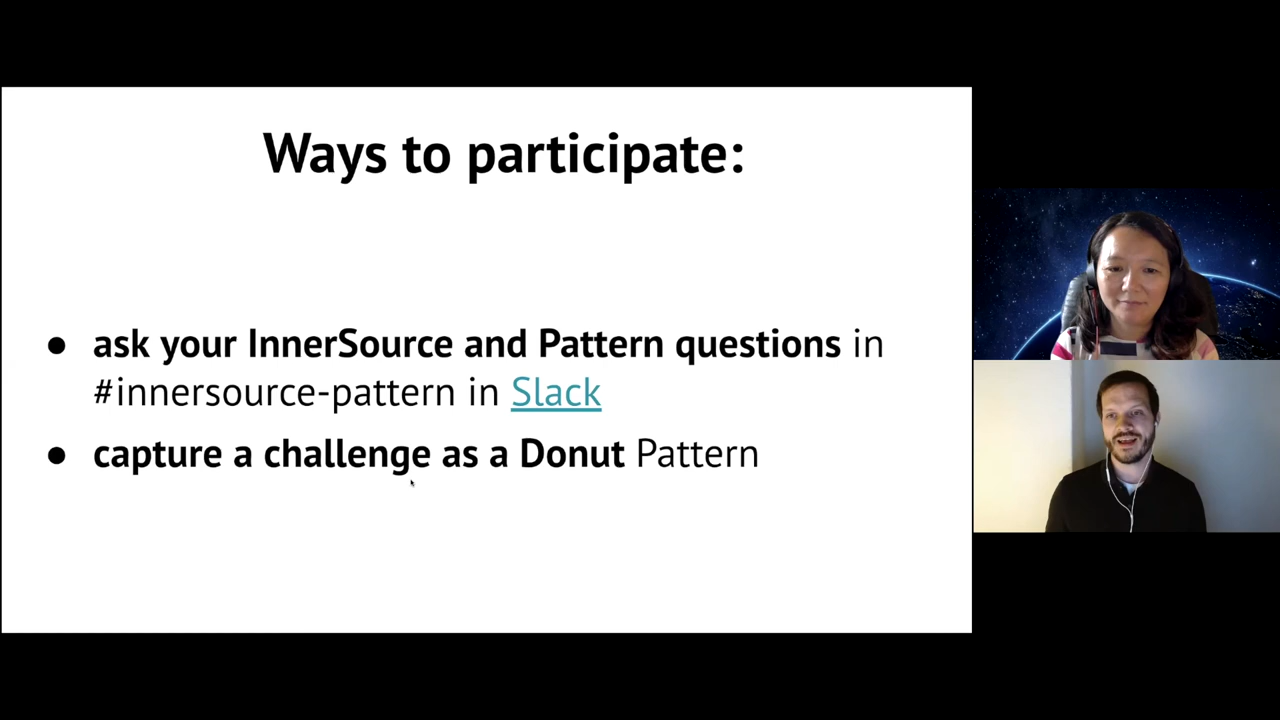 Ways to participate:
● ask your InnerSource and Pattern questions in
#innersource-pattern in Slack
● capture a challenge as a Donut Pattern